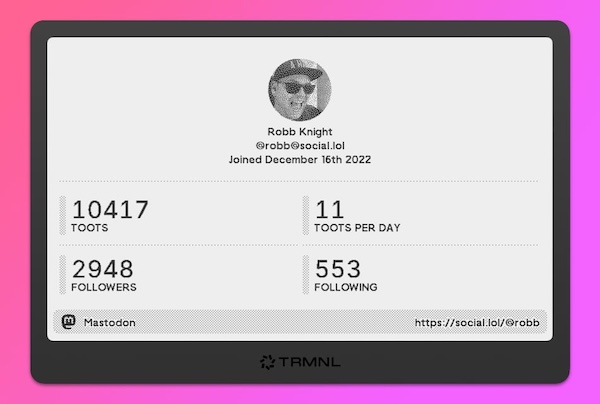 Robb Knight
@robb@social.lol
Joined December 16th 2022
10417
TOOTS
11
TOOTS PER DAY
2948
FOLLOWERS
553
FOLLOWING
Mastodon
https://social.lol/@robb
TRMNL